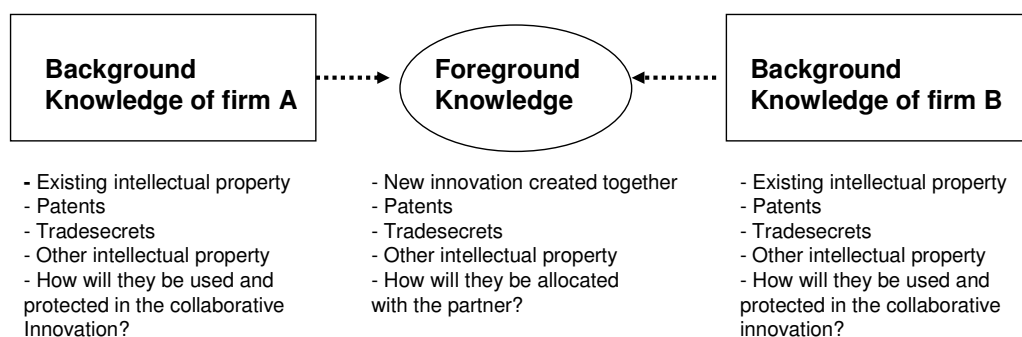 Background
Knowledge of firm A
Foreground
Knowledge
Background
Knowledge of firm B
- Existing intellectual property
- Patents
- Tradesecrets
- Other intellectual property
- How will they be used and
protected in the collaborative
Innovation?
- New innovation created together
- Patents
- Tradesecrets
- Other intellectual property
- How will they be allocated
with the partner?
- Existing intellectual property
- Patents
- Tradesecrets
- Other intellectual property
- How will they be used and
protected in the collaborative
innovation?